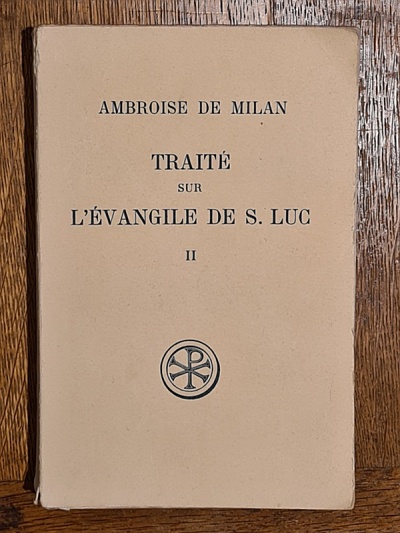 AMBROISE DE MILAN
TRAITÉ
SUR
L'ÉVANGILE DE S. LUC
II